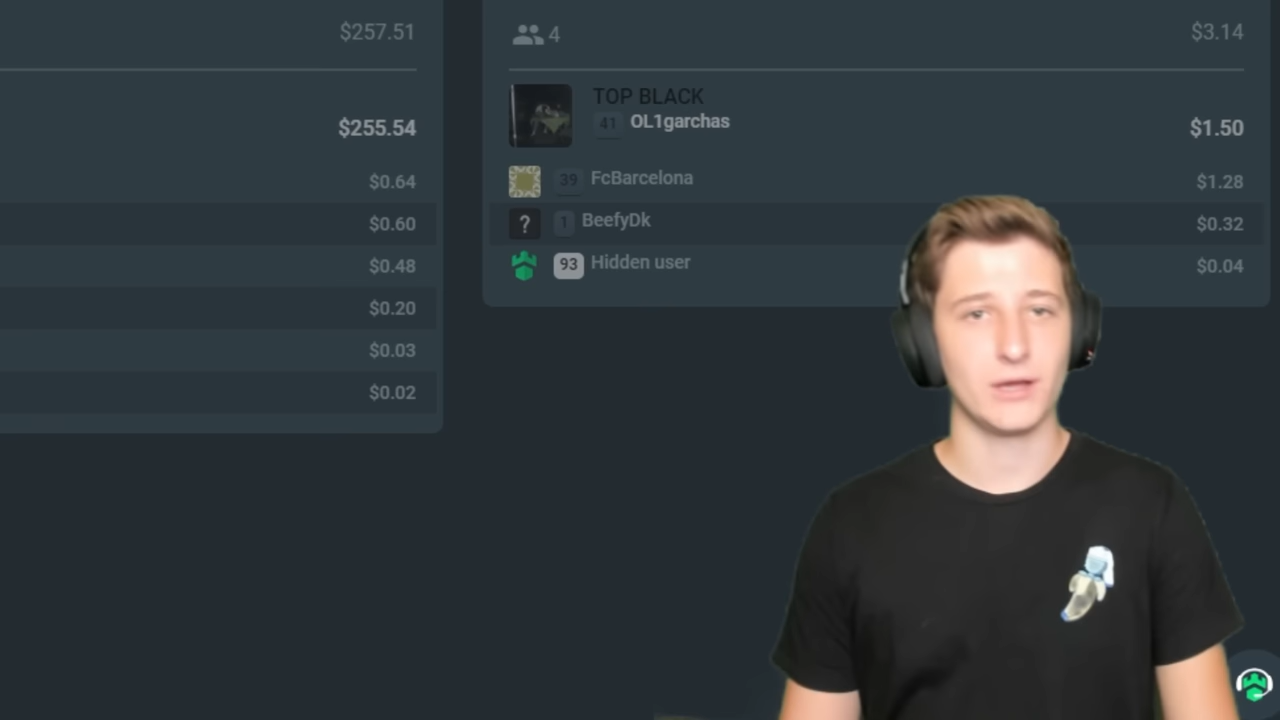 $257.51
$255.54
$0.64
$0.60
$0.48
$0.20
$0.03
$0.02
4 $3.14
TOP BLACK
41 OL1garchas $1.50
39 FcBarcelona $1.28
? 1 BeefyDk $0.32
93 Hidden user $0.04